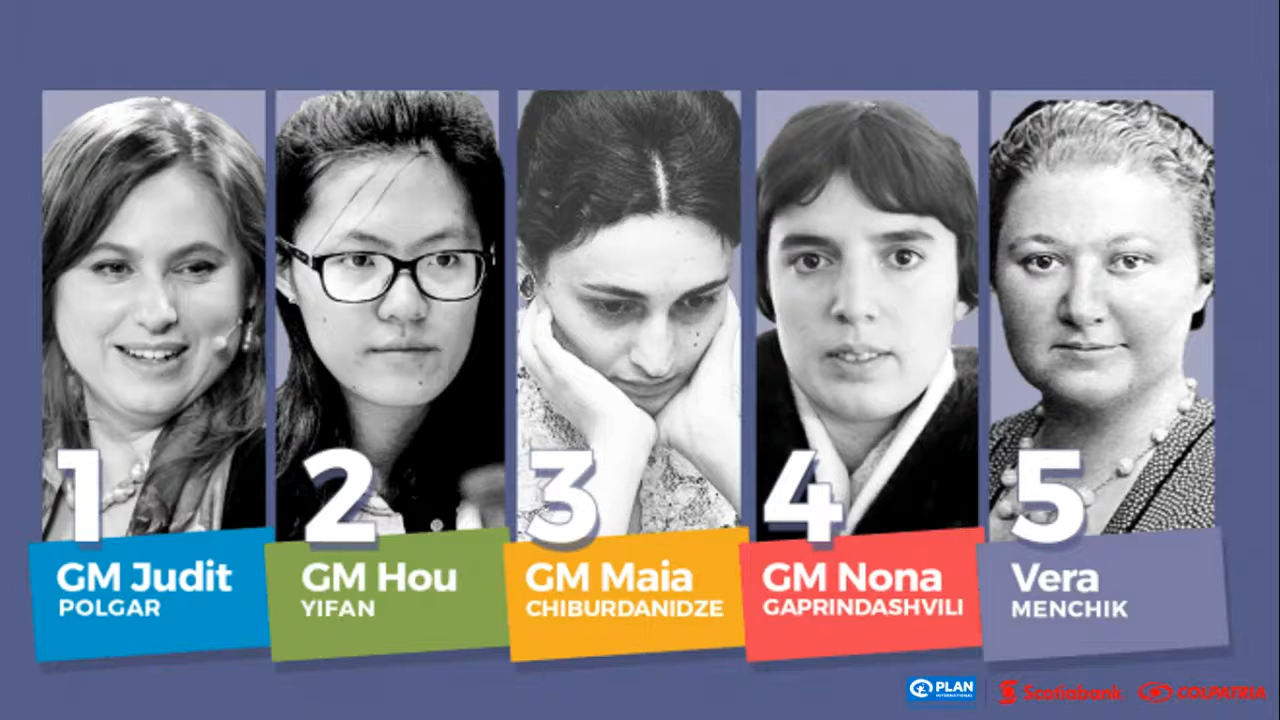 1
GM Judit
POLGAR
2
GM Hou
YIFAN
3
GM Maia
CHIBURDANIDZE
4
GM Nona
GAPRINDASHVILI
5
Vera
MENCHIK
PLAN
INTERNATIONAL
Scotiabank
COLPATRIA